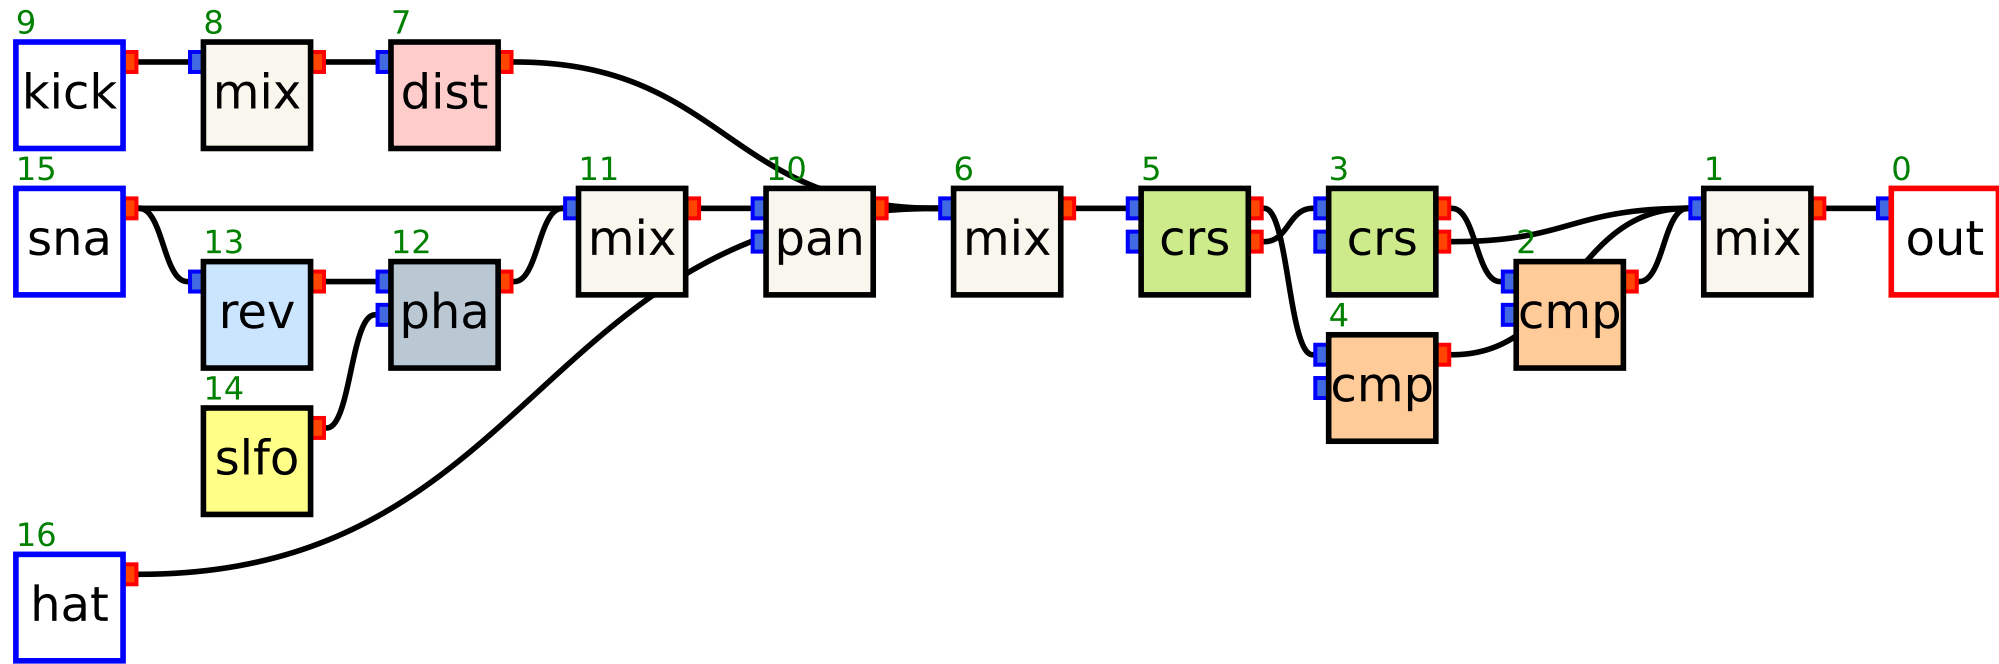 9
kick
8
mix
7
dist
15
sna
13
rev
12
pha
14
slfo
11
mix
10
pan
6
mix
5
crs
3
crs
4
cmp
2
cmp
1
mix
0
out
16
hat